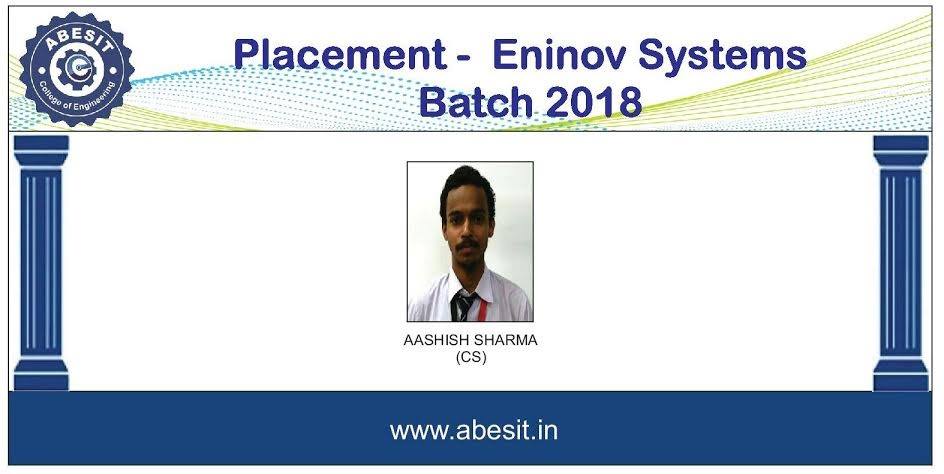 ABESIT
College of Engineering
Placement - Eninov Systems
Batch 2018
AASHISH SHARMA
(CS)
www.abesit.in